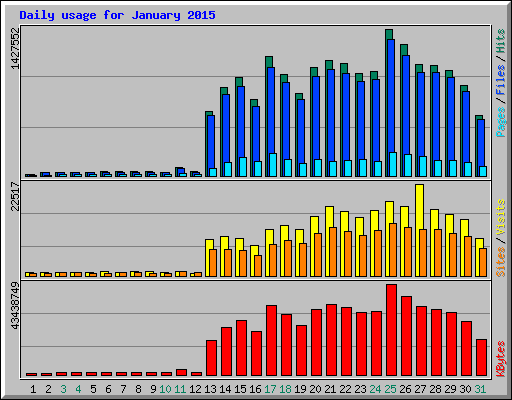 Daily usage for January 2015
1427552
Pages / Files / Hits
22517
Sites / Visits
43438749
KBytes
1 2 3 4 5 6 7 8 9 10 11 12 13 14 15 16 17 18 19 20 21 22 23 24 25 26 27 28 29 30 31